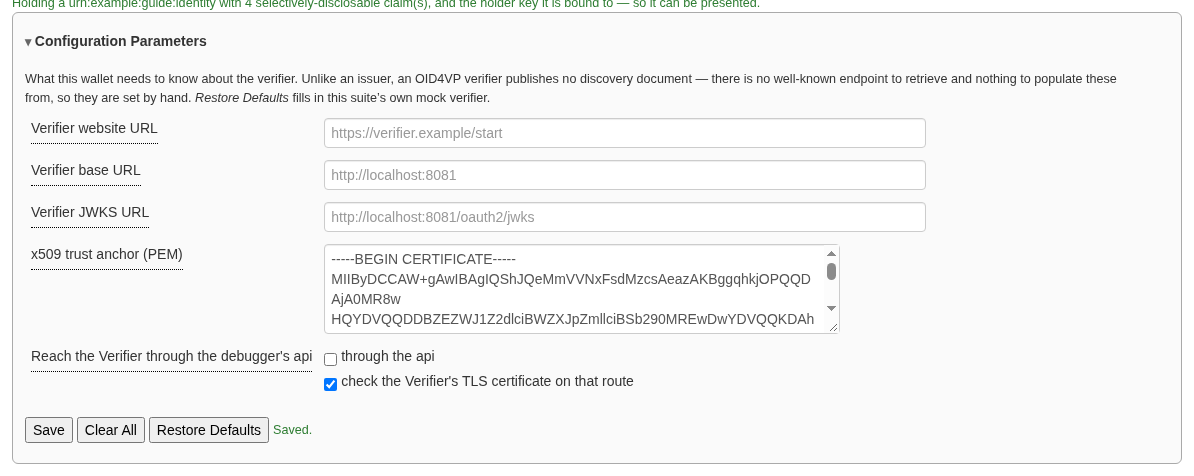 Holding a urn:example:guide:identity with 4 selectively-disclosable claim(s), and the holder key it is bound to — so it can be presented.
▾ Configuration Parameters
What this wallet needs to know about the verifier. Unlike an issuer, an OID4VP verifier publishes no discovery document — there is no well-known endpoint to retrieve and nothing to populate these
from, so they are set by hand. Restore Defaults fills in this suite's own mock verifier.
Verifier website URL
https://verifier.example/start
Verifier base URL
http://localhost:8081
Verifier JWKS URL
http://localhost:8081/oauth2/jwks
x509 trust anchor (PEM)
-----BEGIN CERTIFICATE-----
MIIByDCCAW+gAwIBAgIQShJQeMmVVNxFsdMzcsAeazAKBggqhkjOPQQD
AjA0MR8w
HQYDVQQDDBZEZWJ1Z2dlciBWZXJpZmllciBSb290MREwDwYDVQQKDAh
Reach the Verifier through the debugger's api
through the api
check the Verifier's TLS certificate on that route
Save Clear All Restore Defaults Saved.